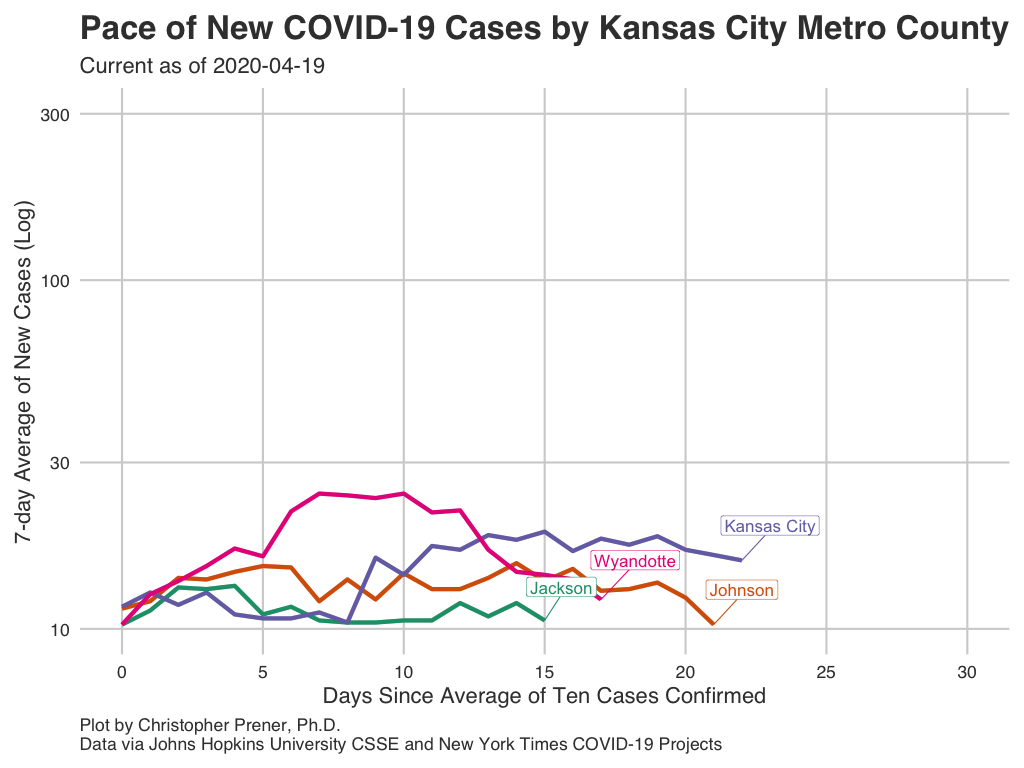 Pace of New COVID-19 Cases by Kansas City Metro County
Current as of 2020-04-19
7-day Average of New Cases (Log)
300
100
30
10
Kansas City
Wyandotte
Jackson
Johnson
0 5 10 15 20 25 30
Days Since Average of Ten Cases Confirmed
Plot by Christopher Prener, Ph.D.
Data via Johns Hopkins University CSSE and New York Times COVID-19 Projects